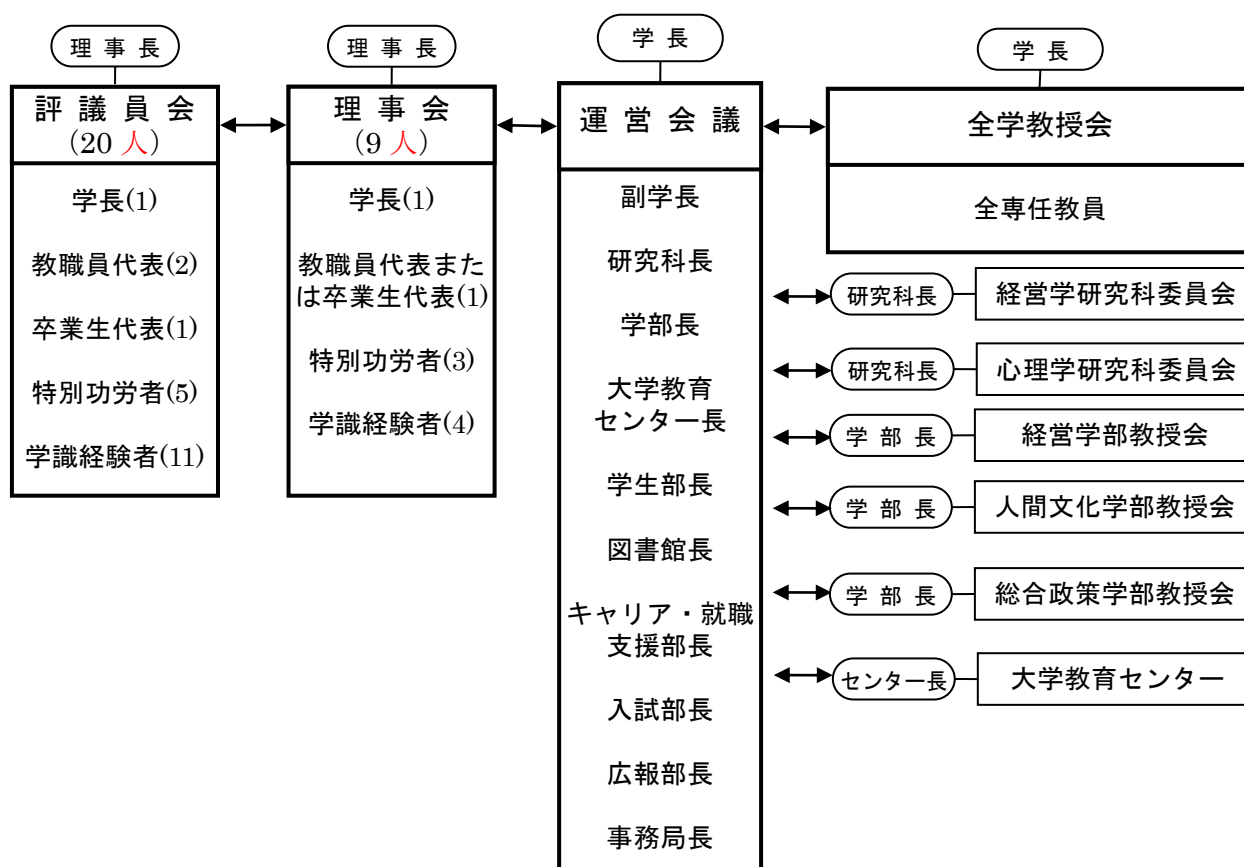 理 事 長
評 議 員 会
(20 人)
学長(1)
教職員代表(2)
卒業生代表(1)
特別功労者(5)
学識経験者(11)
理 事 長
理 事 会
(9 人)
学長(1)
教職員代表また
は卒業生代表(1)
特別功労者(3)
学識経験者(4)
学 長
運 営 会 議
副学長
研究科長
学部長
大学教育
センター長
学生部長
図書館長
キャリア・就職
支援部長
入試部長
広報部長
事務局長
学 長
全学教授会
全専任教員
研究科長
経営学研究科委員会
研究科長
心理学研究科委員会
学 部 長
経営学部教授会
学 部 長
人間文化学部教授会
学 部 長
総合政策学部教授会
センター長
大学教育センター